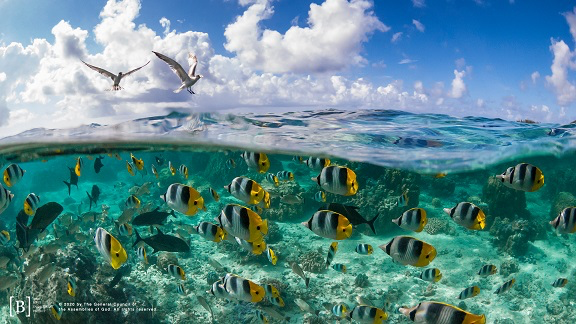 [B]
© 2020 by The General Council of
the Assemblies of God. All rights reserved.